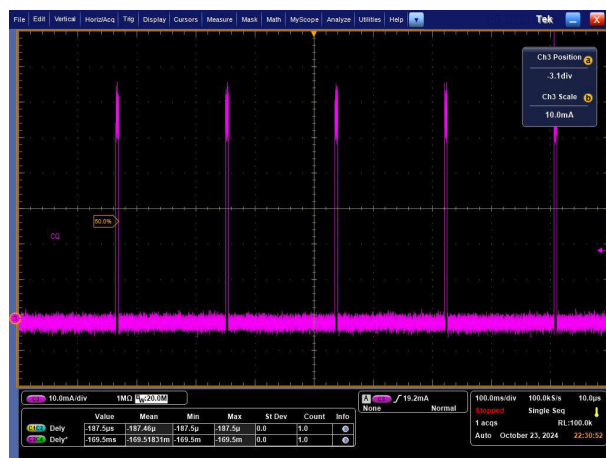 File Edit Vertical Horiz/Acq Trig Display Cursors Measure Mask Math MyScope Analyze Utilities Help Tek X
Ch3 Position a
-3.1div
Ch3 Scale b
10.0mA
50.0%
CQ
10.0mA/div 1MΩ 20.0M
Value Mean Min Max St Dev Count Info
Dely -187.5µs -187.46µ -187.5µ -187.5µ 0.0 1.0
Dely* -169.5ms -169.51831m -169.5m -169.5m 0.0 1.0
A 19.2mA
None Normal
100.0ms/div 100.0kS/s 10.0µs
Stopped Single Seq
1 acqs RL:100.0k
Auto October 23, 2024 22:30:52